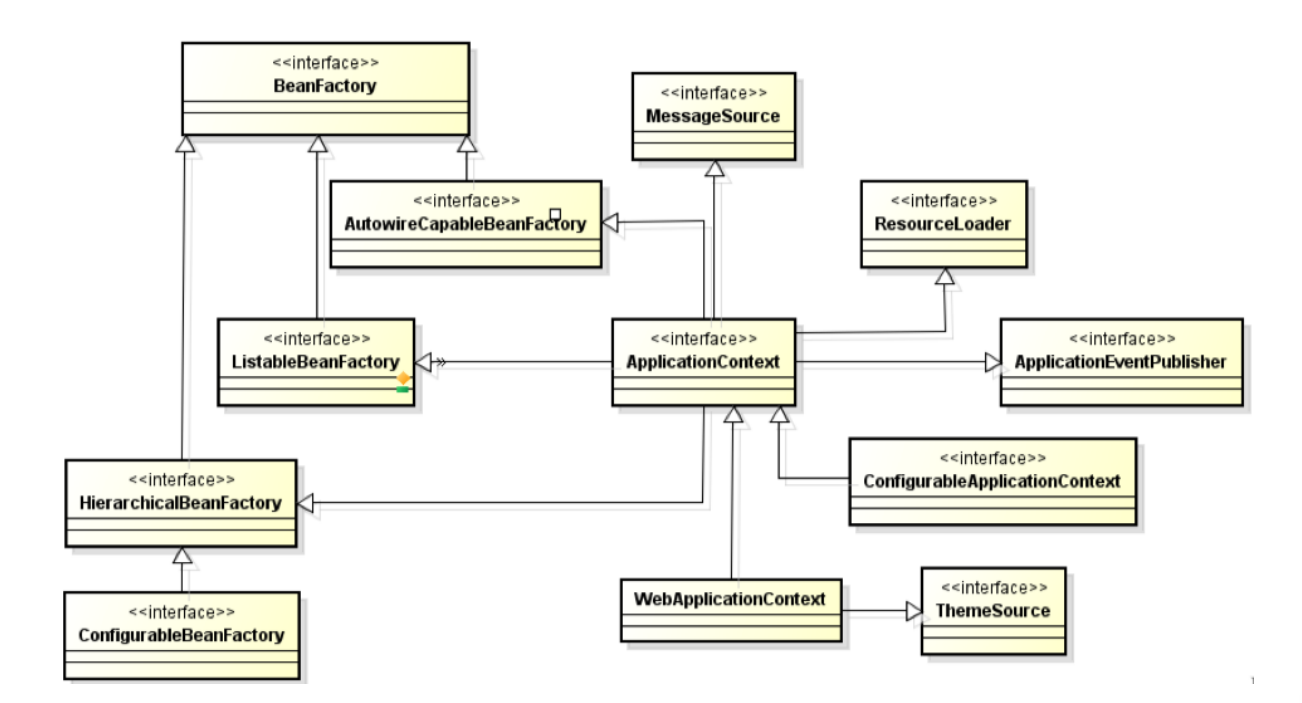 <<interface>>
BeanFactory
<<interface>>
MessageSource
<<interface>>
AutowireCapableBeanFactory
<<interface>>
ResourceLoader
<<interface>>
ListableBeanFactory
<<interface>>
ApplicationContext
<<interface>>
ApplicationEventPublisher
<<interface>>
ConfigurableApplicationContext
<<interface>>
HierarchicalBeanFactory
<<interface>>
ConfigurableBeanFactory
WebApplicationContext
<<interface>>
ThemeSource
1